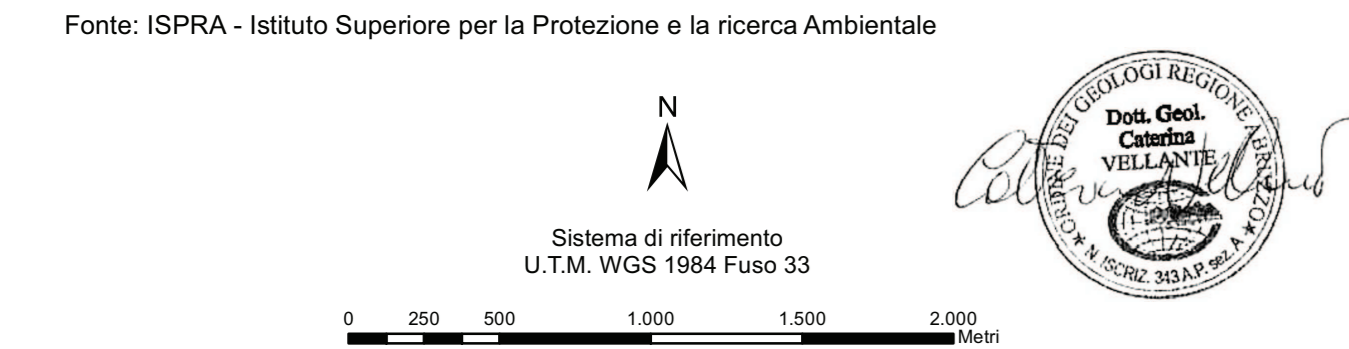 Fonte: ISPRA - Istituto Superiore per la Protezione e la ricerca Ambientale
N
Sistema di riferimento
U.T.M. WGS 1984 Fuso 33
0 250 500 1.000 1.500 2.000
Metri
ORDINE DEI GEOLOGI REGIONE ABRUZZO
Dott. Geol.
Caterina
VELLANTE
N. ISCRIZ. 343 A.P. sez. A
Caterina Vellante